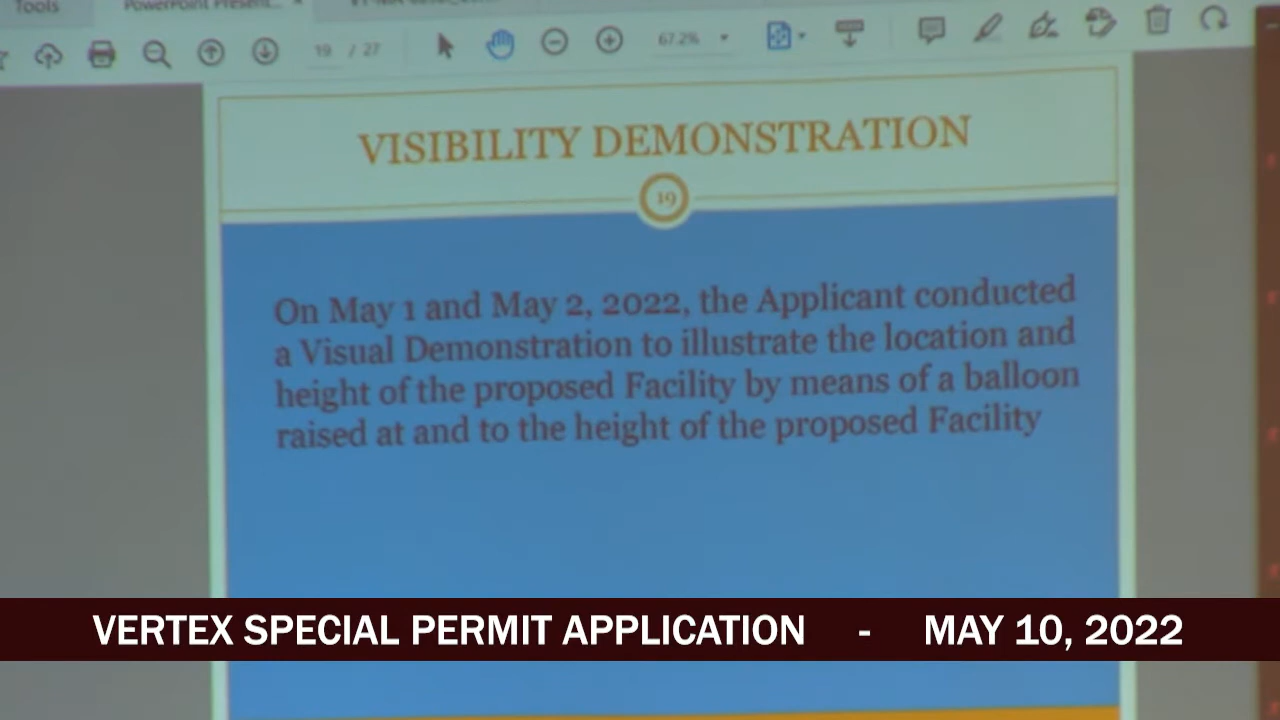 Tools
PowerPoint Present...
19 / 27
67.2%
VISIBILITY DEMONSTRATION
19
On May 1 and May 2, 2022, the Applicant conducted
a Visual Demonstration to illustrate the location and
height of the proposed Facility by means of a balloon
raised at and to the height of the proposed Facility
VERTEX SPECIAL PERMIT APPLICATION - MAY 10, 2022